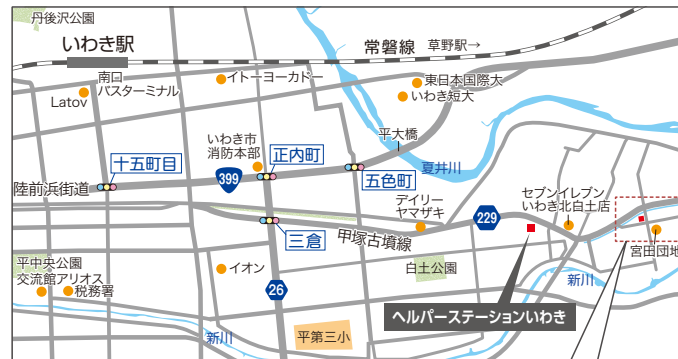 丹後沢公園
いわき駅
常磐線
草野駅→
南口
バスターミナル
Latov
イトーヨーカドー
東日本国際大
いわき短大
いわき市
消防本部
正内町
平大橋
十五町目
399
陸前浜街道
五色町
夏井川
デイリー
ヤマザキ
229
セブンイレブン
いわき北白土店
三倉
甲塚古墳線
宮田団地
平中央公園
交流館アリオス
税務署
イオン
26
白土公園
新川
ヘルパーステーションいわき
新川
平第三小